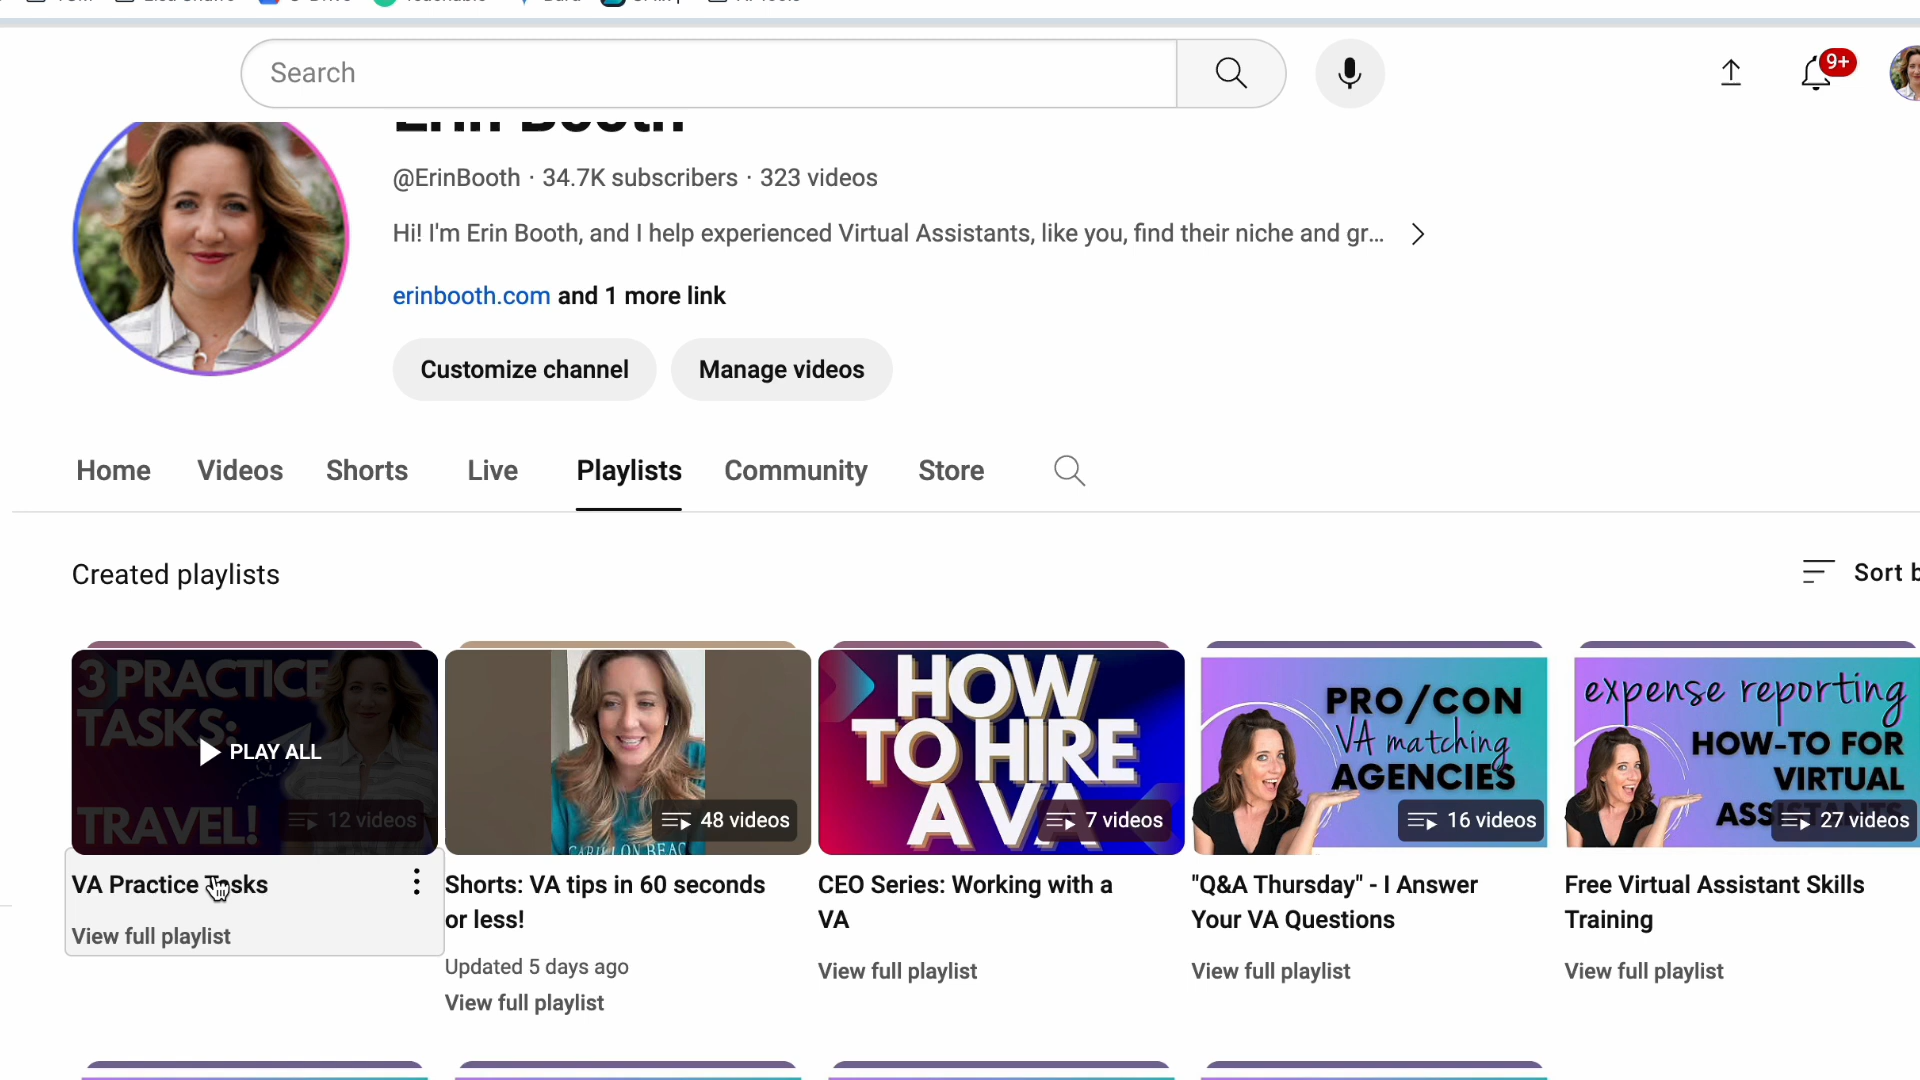 Search
9+
Erin Booth
@ErinBooth · 34.7K subscribers · 323 videos
Hi! I'm Erin Booth, and I help experienced Virtual Assistants, like you, find their niche and gr...
erinbooth.com and 1 more link
Customize channel
Manage videos
Home
Videos
Shorts
Live
Playlists
Community
Store
Created playlists
Sort b
3 PRACTICE
TASKS:
TRAVEL!
PLAY ALL
12 videos
VA Practice Tasks
View full playlist
CARILLON BEAC
48 videos
Shorts: VA tips in 60 seconds
or less!
Updated 5 days ago
View full playlist
HOW
TO HIRE
A VA
7 videos
CEO Series: Working with a
VA
View full playlist
PRO/CON
VA matching
AGENCIES
16 videos
"Q&A Thursday" - I Answer
Your VA Questions
View full playlist
expense reporting
HOW-TO FOR
VIRTUAL
ASSISTANTS
27 videos
Free Virtual Assistant Skills
Training
View full playlist